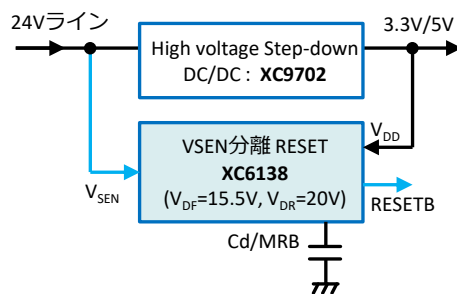 24Vライン
3.3V/5V
High voltage Step-down
DC/DC : XC9702
VDD
VSEN分離 RESET
XC6138
(VDF=15.5V, VDR=20V)
VSEN
RESETB
Cd/MRB